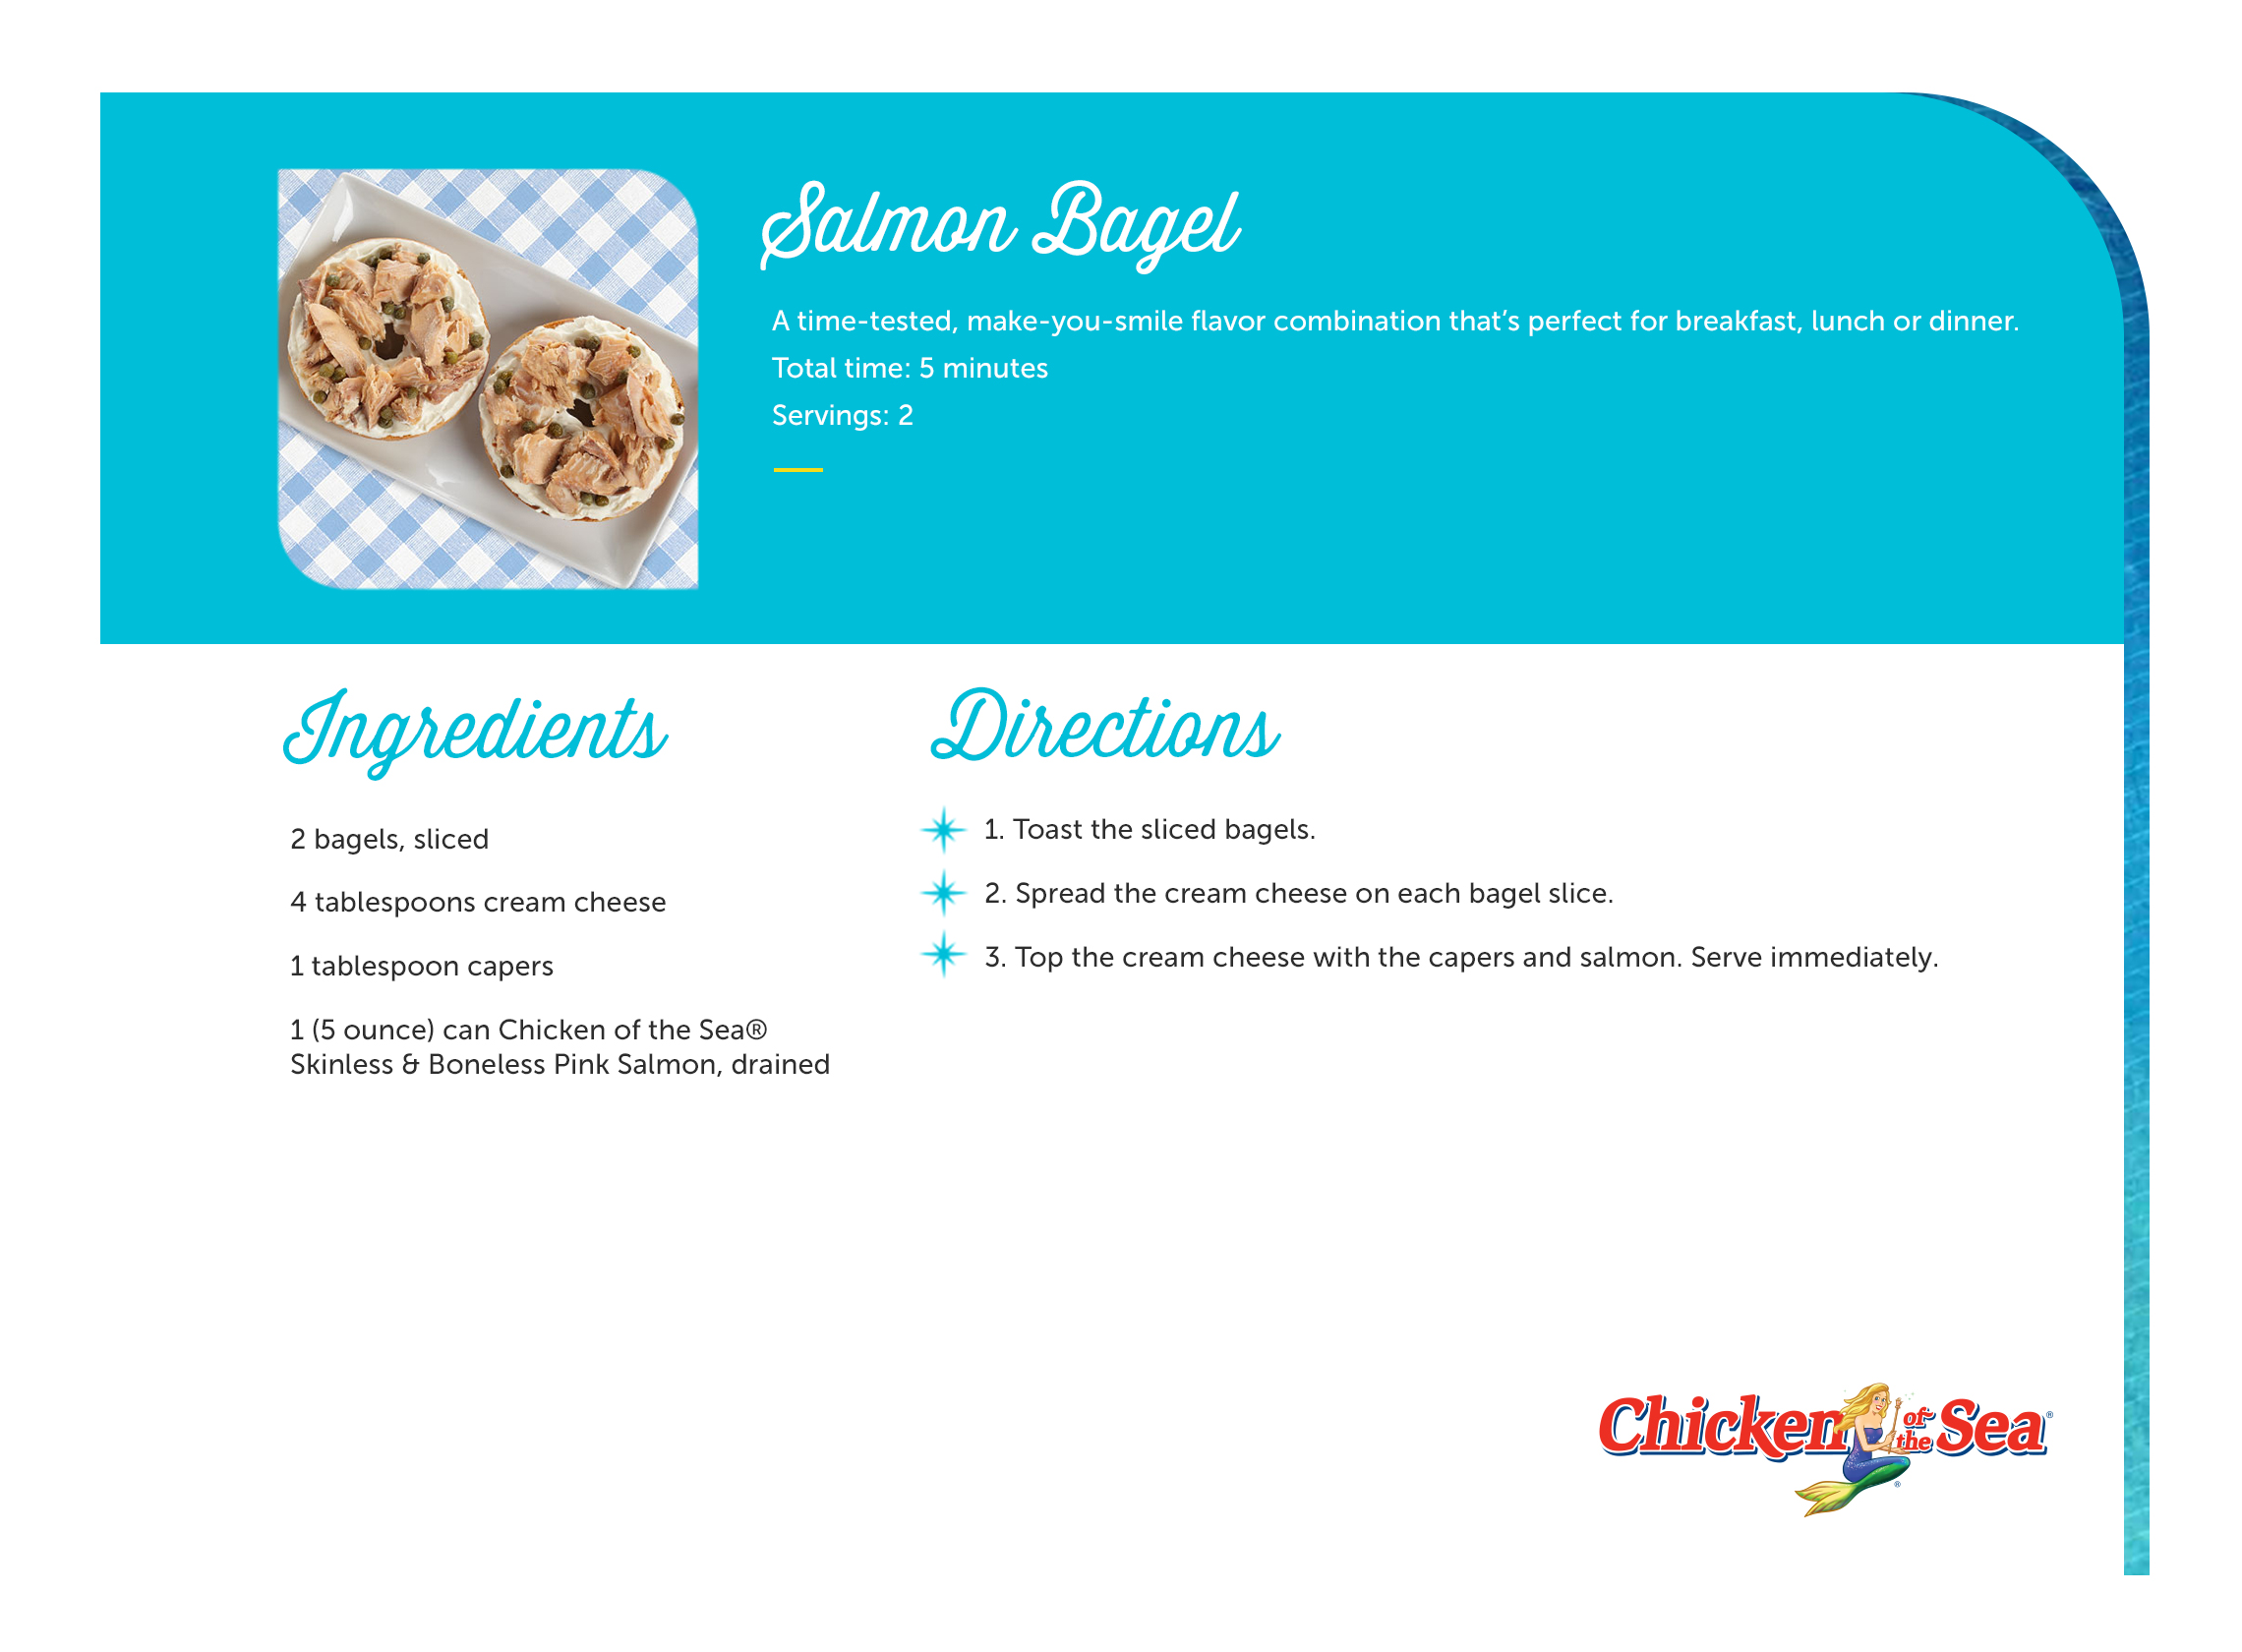 Salmon Bagel
A time-tested, make-you-smile flavor combination that's perfect for breakfast, lunch or dinner.
Total time: 5 minutes
Servings: 2
Ingredients
2 bagels, sliced
4 tablespoons cream cheese
1 tablespoon capers
1 (5 ounce) can Chicken of the Sea®
Skinless & Boneless Pink Salmon, drained
Directions
1. Toast the sliced bagels.
2. Spread the cream cheese on each bagel slice.
3. Top the cream cheese with the capers and salmon. Serve immediately.
Chicken of the Sea®
®